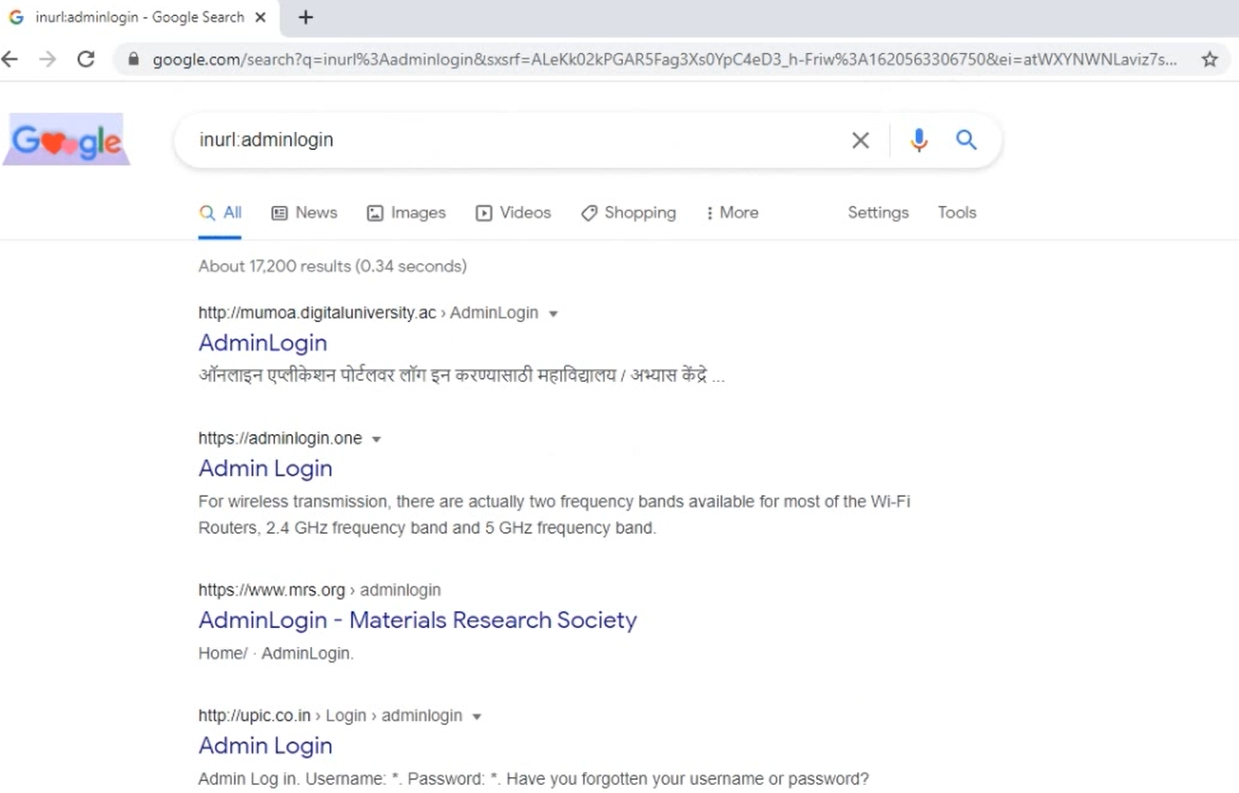 inurl:adminlogin - Google Search
google.com/search?q=inurl%3Aadminlogin&sxsrf=ALeKk02kPGAR5Fag3Xs0YpC4eD3_h-Friw%3A1620563306750&ei=atWXYNWNLaviz7s...
Google
inurl:adminlogin
All News Images Videos Shopping More Settings Tools
About 17,200 results (0.34 seconds)
http://mumoa.digitaluniversity.ac › AdminLogin
AdminLogin
ऑनलाइन एप्लीकेशन पोर्टलवर लॉग इन करण्यासाठी महाविद्यालय / अभ्यास केंद्रे ...
https://adminlogin.one
Admin Login
For wireless transmission, there are actually two frequency bands available for most of the Wi-Fi
Routers, 2.4 GHz frequency band and 5 GHz frequency band.
https://www.mrs.org › adminlogin
AdminLogin - Materials Research Society
Home/ · AdminLogin.
http://upic.co.in › Login › adminlogin
Admin Login
Admin Log in. Username: *. Password: *. Have you forgotten your username or password?